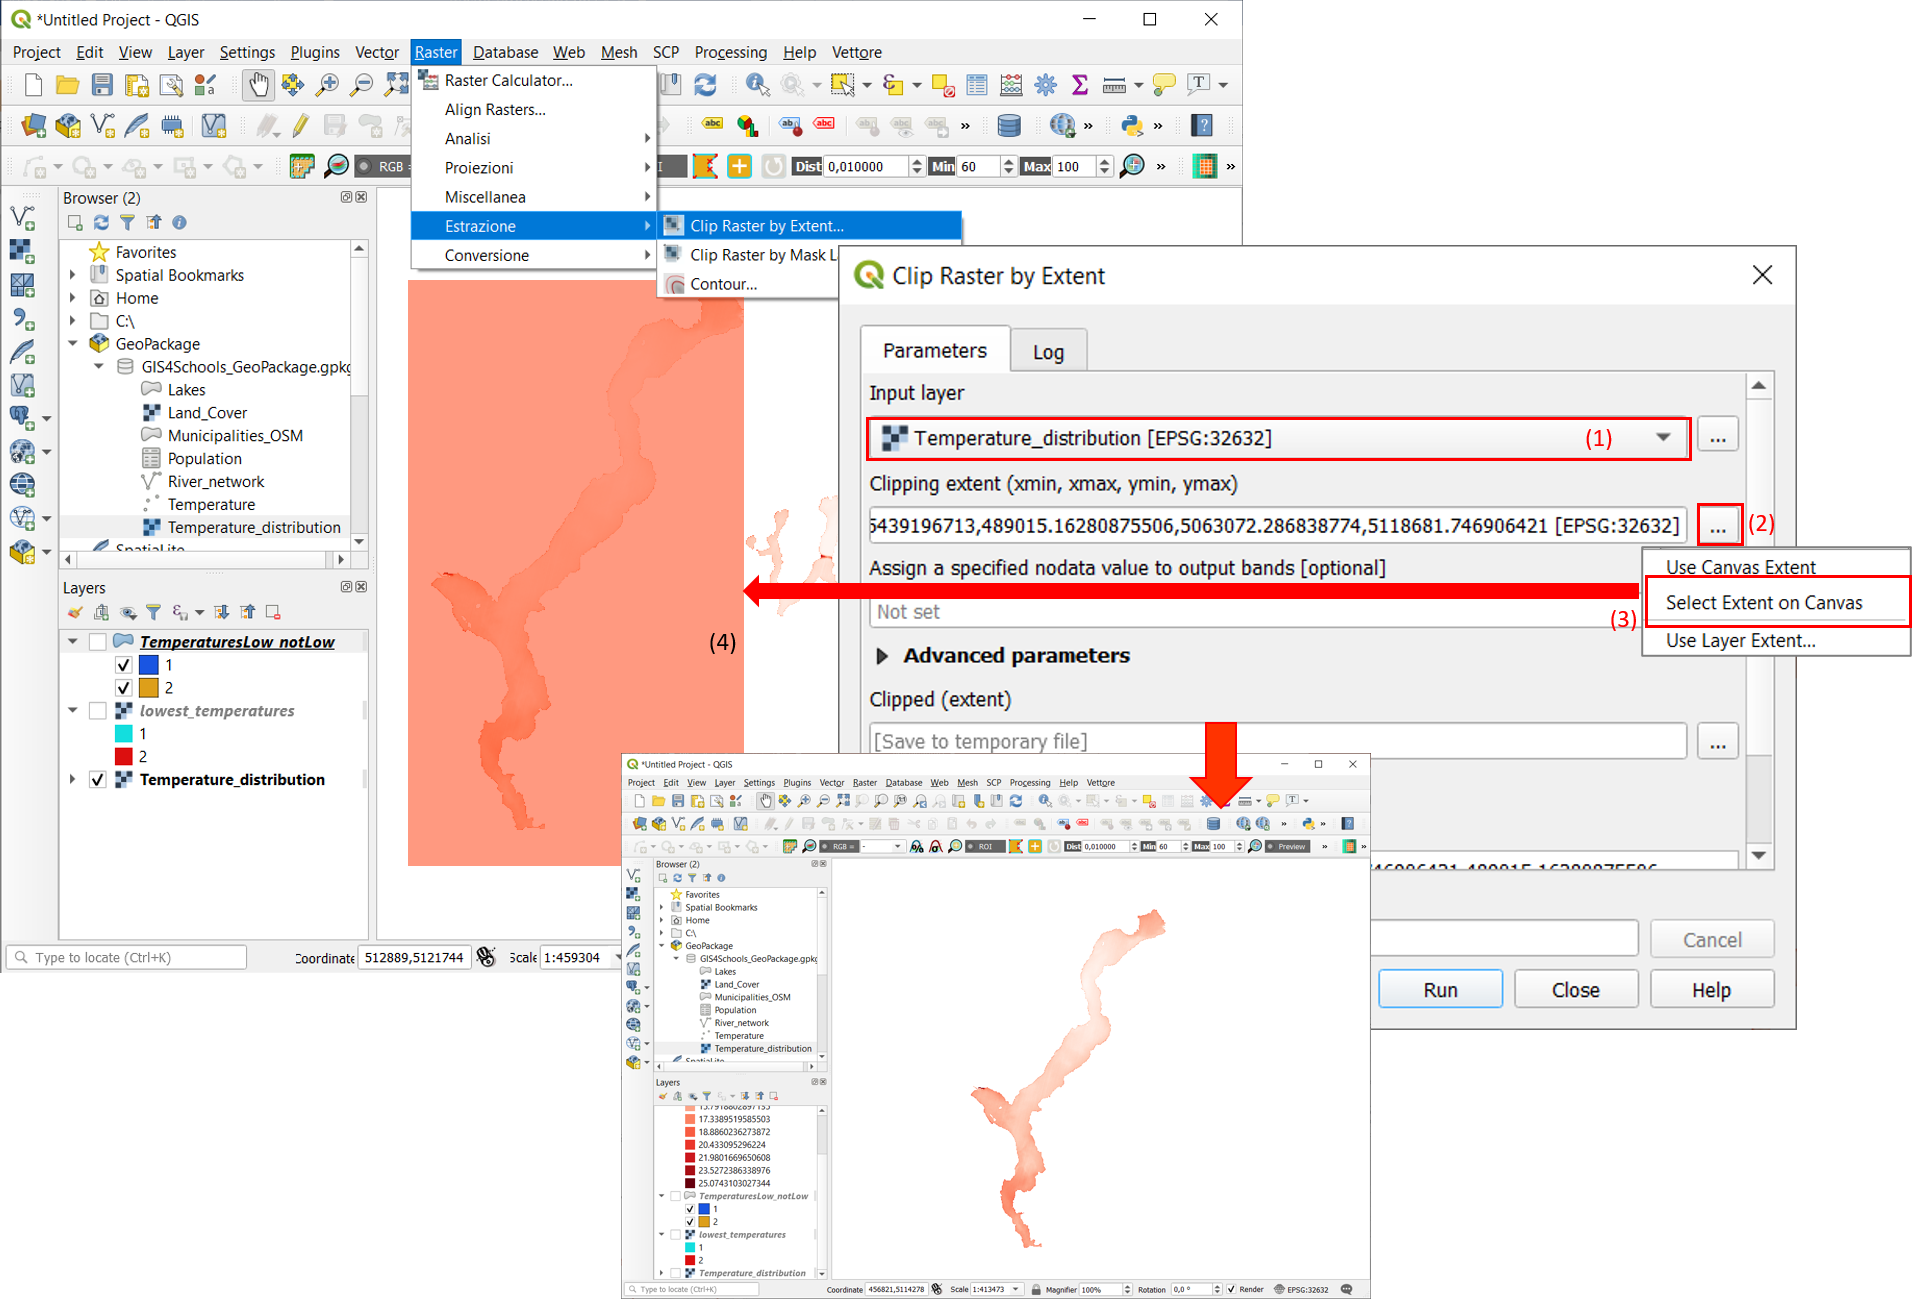 *Untitled Project - QGIS
Project Edit View Layer Settings Plugins Vector Raster Database Web Mesh SCP Processing Help Vettore
Raster Calculator...
Align Rasters...
Analisi
Proiezioni
Miscellanea
Estrazione
Conversione
Clip Raster by Extent...
Clip Raster by Mask L
Contour...
RGB =
Dist 0,010000 Min 60 Max 100
Browser (2)
Favorites
Spatial Bookmarks
Home
C:\
GeoPackage
GIS4Schools_GeoPackage.gpkg
Lakes
Land_Cover
Municipalities_OSM
Population
River_network
Temperature
Temperature_distribution
SpatiaLite
Layers
TemperaturesLow_notLow
1
2
lowest_temperatures
1
2
Temperature_distribution
Type to locate (Ctrl+K) Coordinate 512889,5121744 Scale 1:459304
(4)
Clip Raster by Extent
Parameters Log
Input layer
Temperature_distribution [EPSG:32632] (1) ...
Clipping extent (xmin, xmax, ymin, ymax)
5439196713,489015.16280875506,5063072.286838774,5118681.746906421 [EPSG:32632] ... (2)
Assign a specified nodata value to output bands [optional]
Not set
Use Canvas Extent
Select Extent on Canvas
(3)
Use Layer Extent...
Advanced parameters
Clipped (extent)
[Save to temporary file] ...
Cancel
Run Close Help
*Untitled Project - QGIS
Project Edit View Layer Settings Plugins Vector Raster Database Web Mesh SCP Processing Help Vettore
RGB = - ROI Dist 0,010000 Min 60 Max 100 Preview
Browser (2)
Favorites
Spatial Bookmarks
Home
C:\
GeoPackage
GIS4Schools_GeoPackage.gpkg
Lakes
Land_Cover
Municipalities_OSM
Population
River_network
Temperature
Temperature_distribution
SpatiaLite
Layers
15.7918802897135
17.3389519585503
18.8860236273872
20.433095296224
21.9801669650608
23.5272386338976
25.0743103027344
TemperaturesLow_notLow
1
2
lowest_temperatures
1
2
Temperature_distribution
Type to locate (Ctrl+K) Coordinate 456821,5114278 Scale 1:413473 Magnifier 100% Rotation 0,0 ° Render EPSG:32632